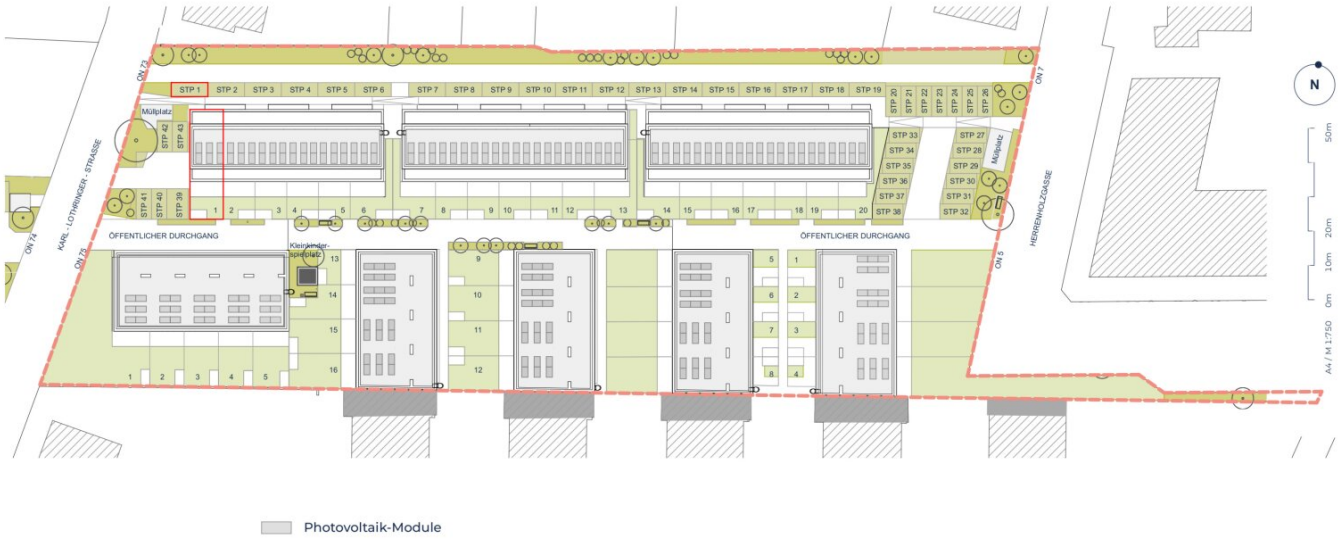 ON 73
ON 7
STP 1 STP 2 STP 3 STP 4 STP 5 STP 6 STP 7 STP 8 STP 9 STP 10 STP 11 STP 12 STP 13 STP 14 STP 15 STP 16 STP 17 STP 18 STP 19
STP 20
STP 21
STP 22
STP 23
STP 24
STP 25
STP 26
N
Müllplatz
STP 42
STP 43
STP 33
STP 34
STP 35
STP 36
STP 37
STP 38
STP 27
STP 28
STP 29
STP 30
STP 31
STP 32
Müllplatz
KARL - LOTHRINGER - STRASSE
HERRENHOLZGASSE
STP 41
STP 40
STP 39
1 2 3 4 5 6 7 8 9 10 11 12 13 14 15 16 17 18 19 20
ON 74
ON 75
ON 5
ÖFFENTLICHER DURCHGANG
ÖFFENTLICHER DURCHGANG
Kleinkinder-
spielplatz
13
14
15
16
9
10
11
12
5
6
7
8
1
2
3
4
1 2 3 4 5
50m
20m
10m
0m
A4 / M 1:750
Photovoltaik-Module